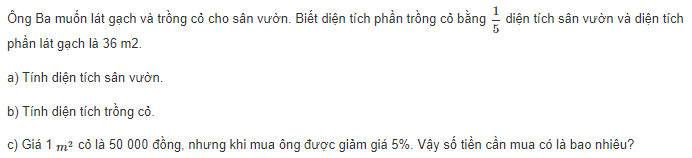 Ông Ba muốn lát gạch và trồng cỏ cho sân vườn. Biết diện tích phần trồng cỏ bằng 1/5 diện tích sân vườn và diện tích
phần lát gạch là 36 m2.
a) Tính diện tích sân vườn.
b) Tính diện tích trồng cỏ.
c) Giá 1 m² cỏ là 50 000 đồng, nhưng khi mua ông được giảm giá 5%. Vậy số tiền cần mua có là bao nhiêu?